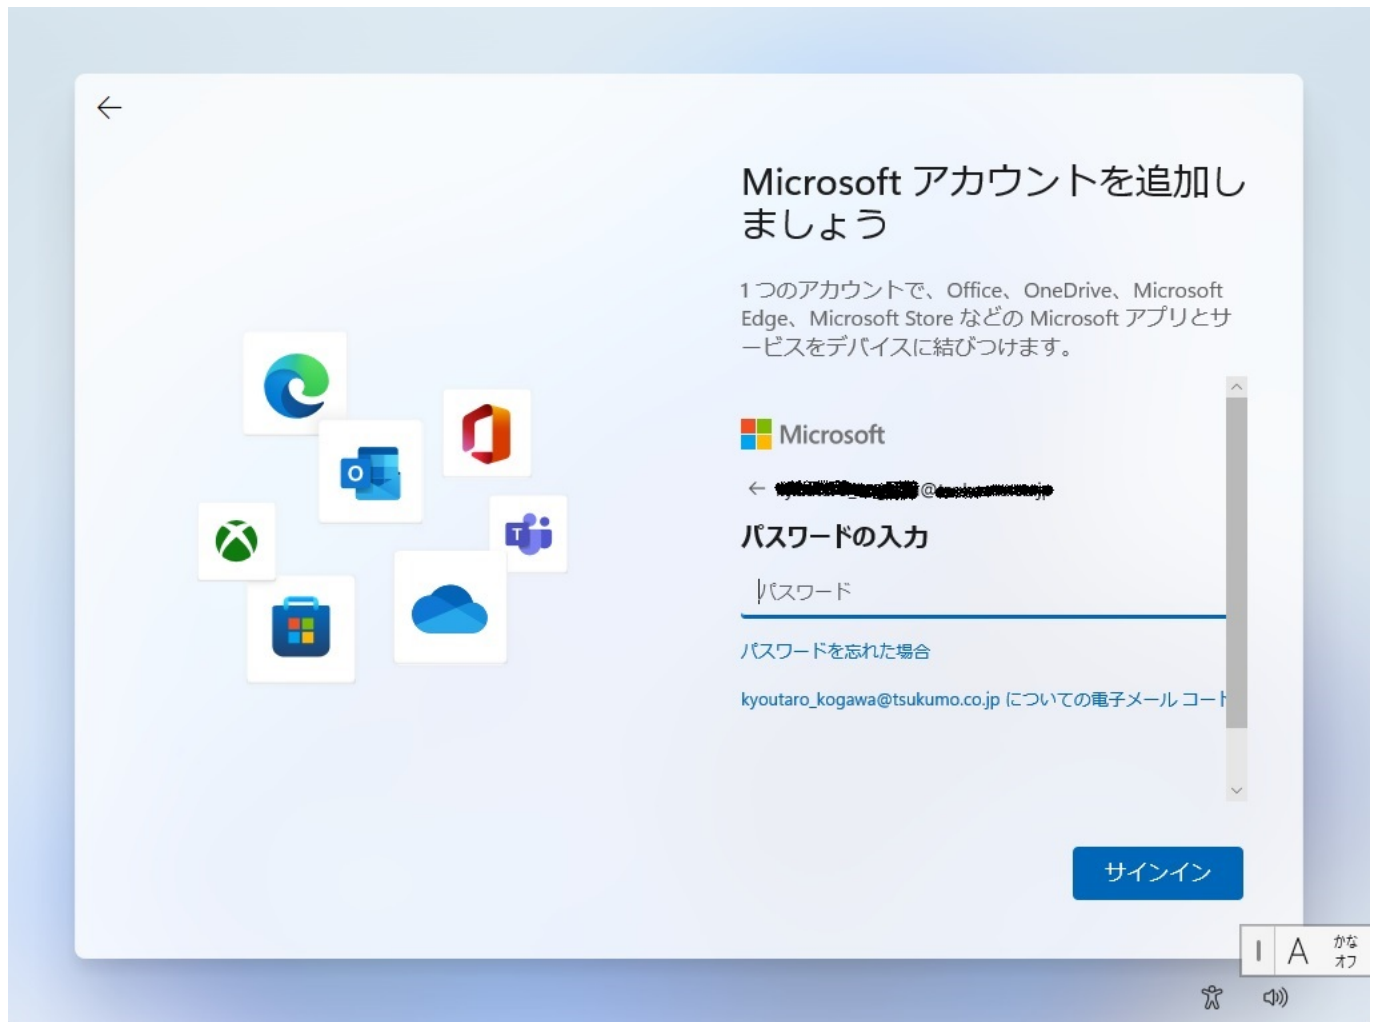 Microsoft アカウントを追加し
ましょう
1 つのアカウントで、Office、OneDrive、Microsoft
Edge、Microsoft Store などの Microsoft アプリとサ
ービスをデバイスに結びつけます。
Microsoft
@
パスワードの入力
パスワード
パスワードを忘れた場合
kyoutaro_kogawa@tsukumo.co.jp についての電子メール コード
サインイン
A かな
オフ